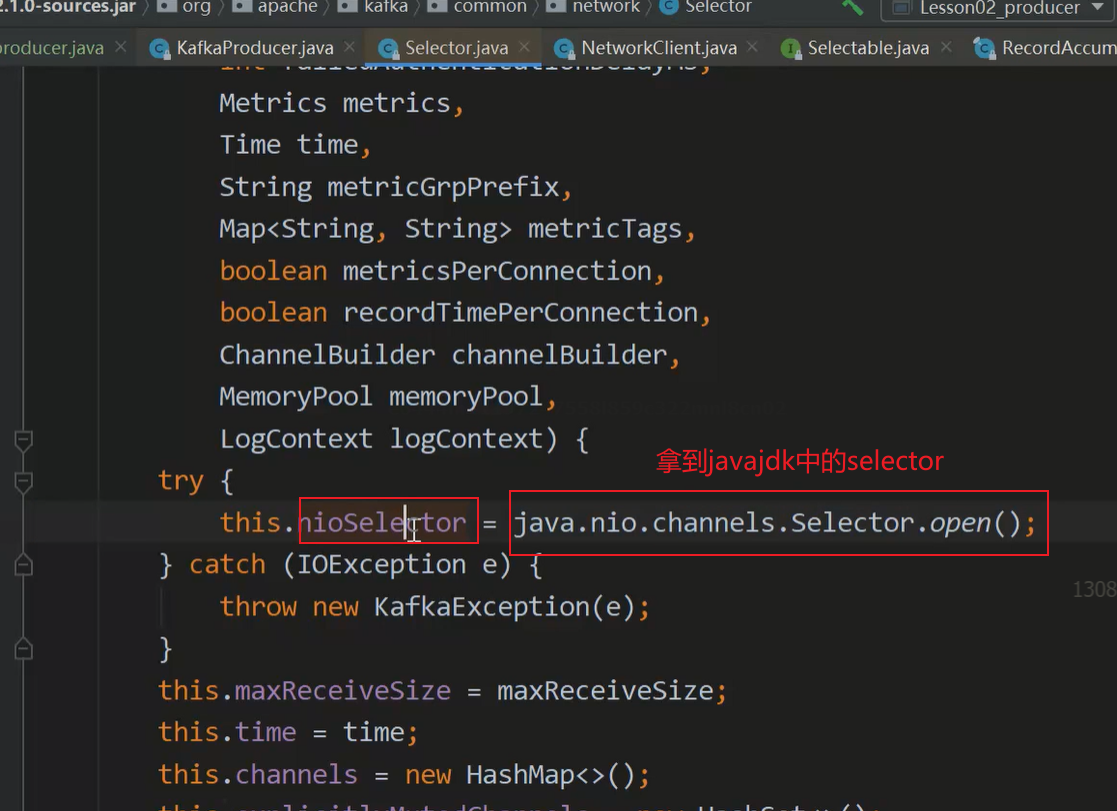 2.1.0-sources.jar org apache kafka common network Selector Lesson02_producer
producer.java KafkaProducer.java Selector.java NetworkClient.java Selectable.java RecordAccum
int failedAuthenticationDelayMs,
Metrics metrics,
Time time,
String metricGrpPrefix,
Map<String, String> metricTags,
boolean metricsPerConnection,
boolean recordTimePerConnection,
ChannelBuilder channelBuilder,
MemoryPool memoryPool,
LogContext logContext) {
拿到javajdk中的selector
try {
this.nioSelector = java.nio.channels.Selector.open();
} catch (IOException e) {
throw new KafkaException(e);
1308
}
this.maxReceiveSize = maxReceiveSize;
this.time = time;
this.channels = new HashMap<>();